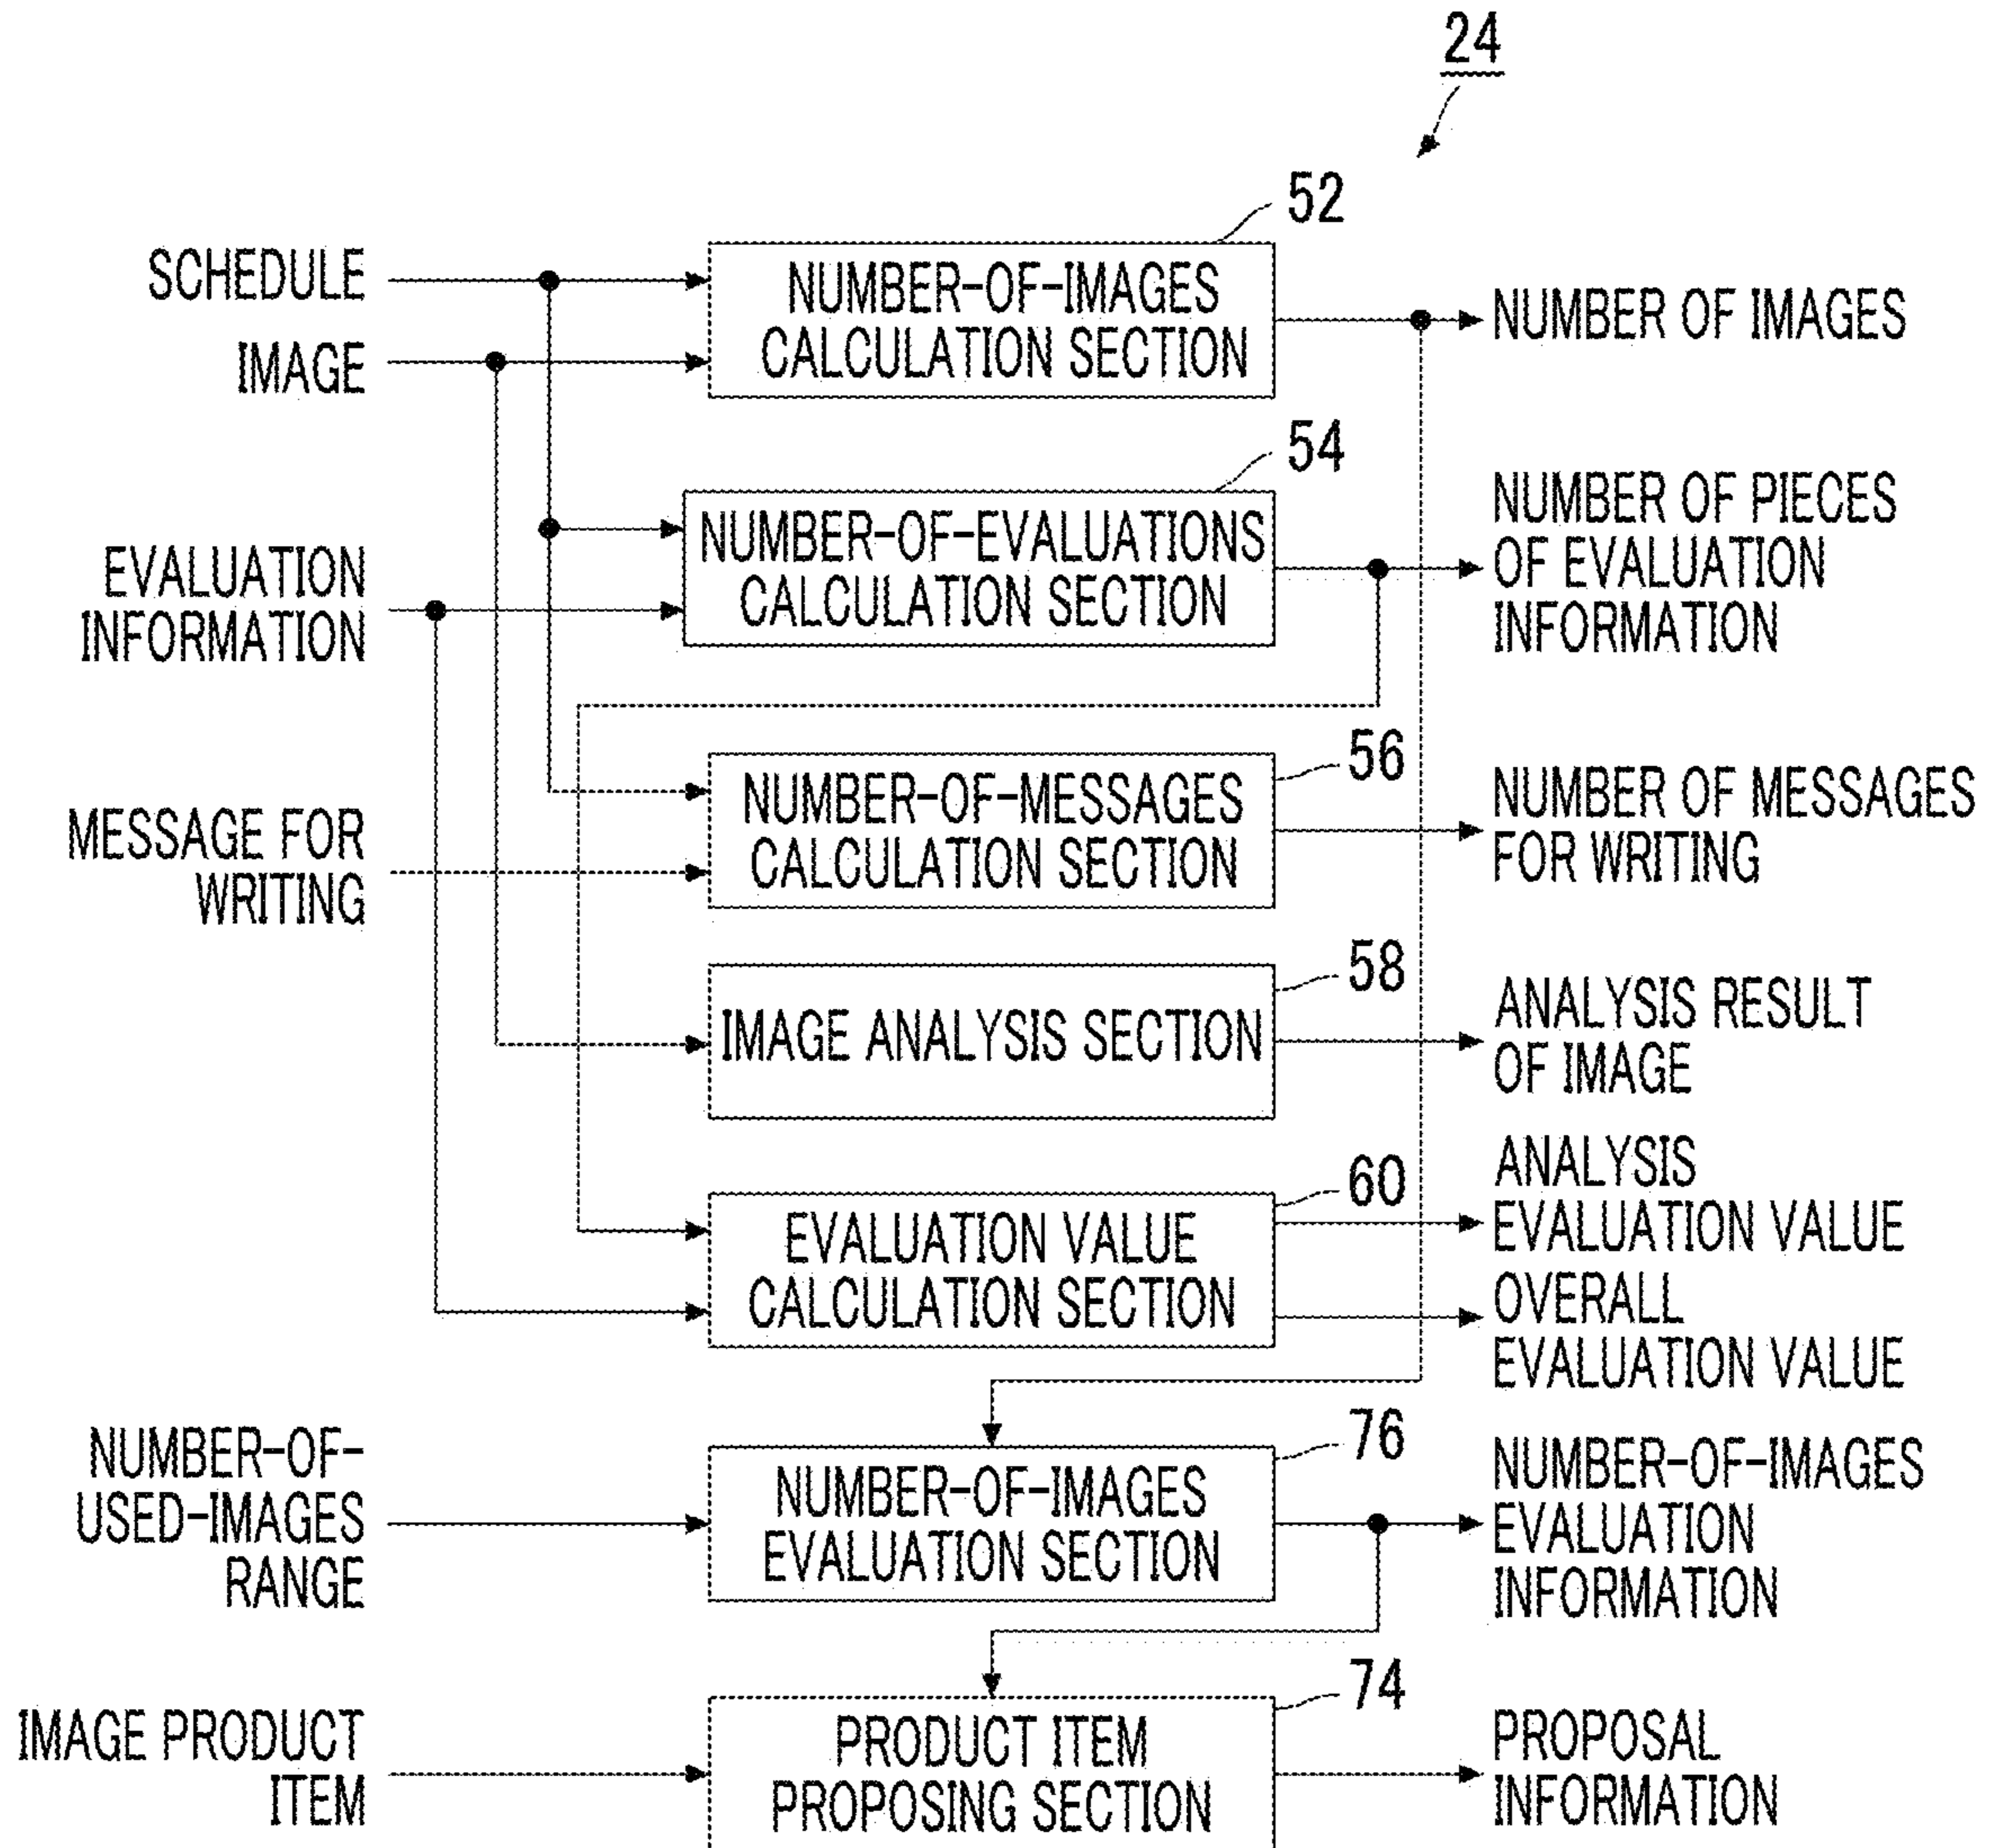 24
52
SCHEDULE
IMAGE
NUMBER-OF-IMAGES
CALCULATION SECTION
NUMBER OF IMAGES
54
EVALUATION
INFORMATION
NUMBER-OF-EVALUATIONS
CALCULATION SECTION
NUMBER OF PIECES
OF EVALUATION
INFORMATION
56
MESSAGE FOR
WRITING
NUMBER-OF-MESSAGES
CALCULATION SECTION
NUMBER OF MESSAGES
FOR WRITING
58
IMAGE ANALYSIS SECTION
ANALYSIS RESULT
OF IMAGE
60
EVALUATION VALUE
CALCULATION SECTION
ANALYSIS
EVALUATION VALUE
OVERALL
EVALUATION VALUE
76
NUMBER-OF-
USED-IMAGES
RANGE
NUMBER-OF-IMAGES
EVALUATION SECTION
NUMBER-OF-IMAGES
EVALUATION
INFORMATION
74
IMAGE PRODUCT
ITEM
PRODUCT ITEM
PROPOSING SECTION
PROPOSAL
INFORMATION